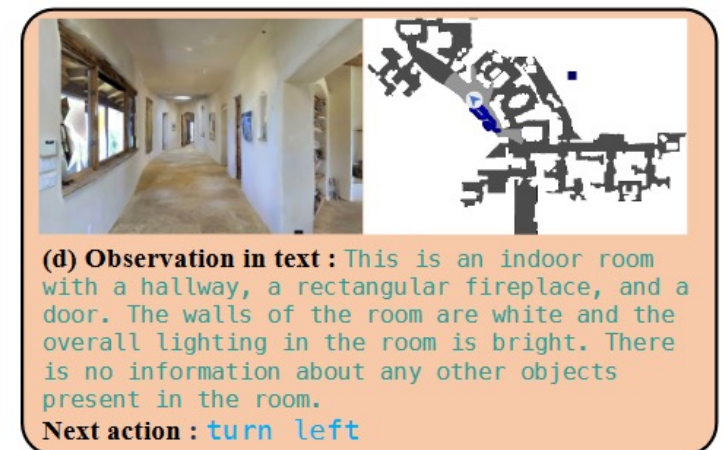 (d) Observation in text : This is an indoor room
with a hallway, a rectangular fireplace, and a
door. The walls of the room are white and the
overall lighting in the room is bright. There
is no information about any other objects
present in the room.
Next action : turn left